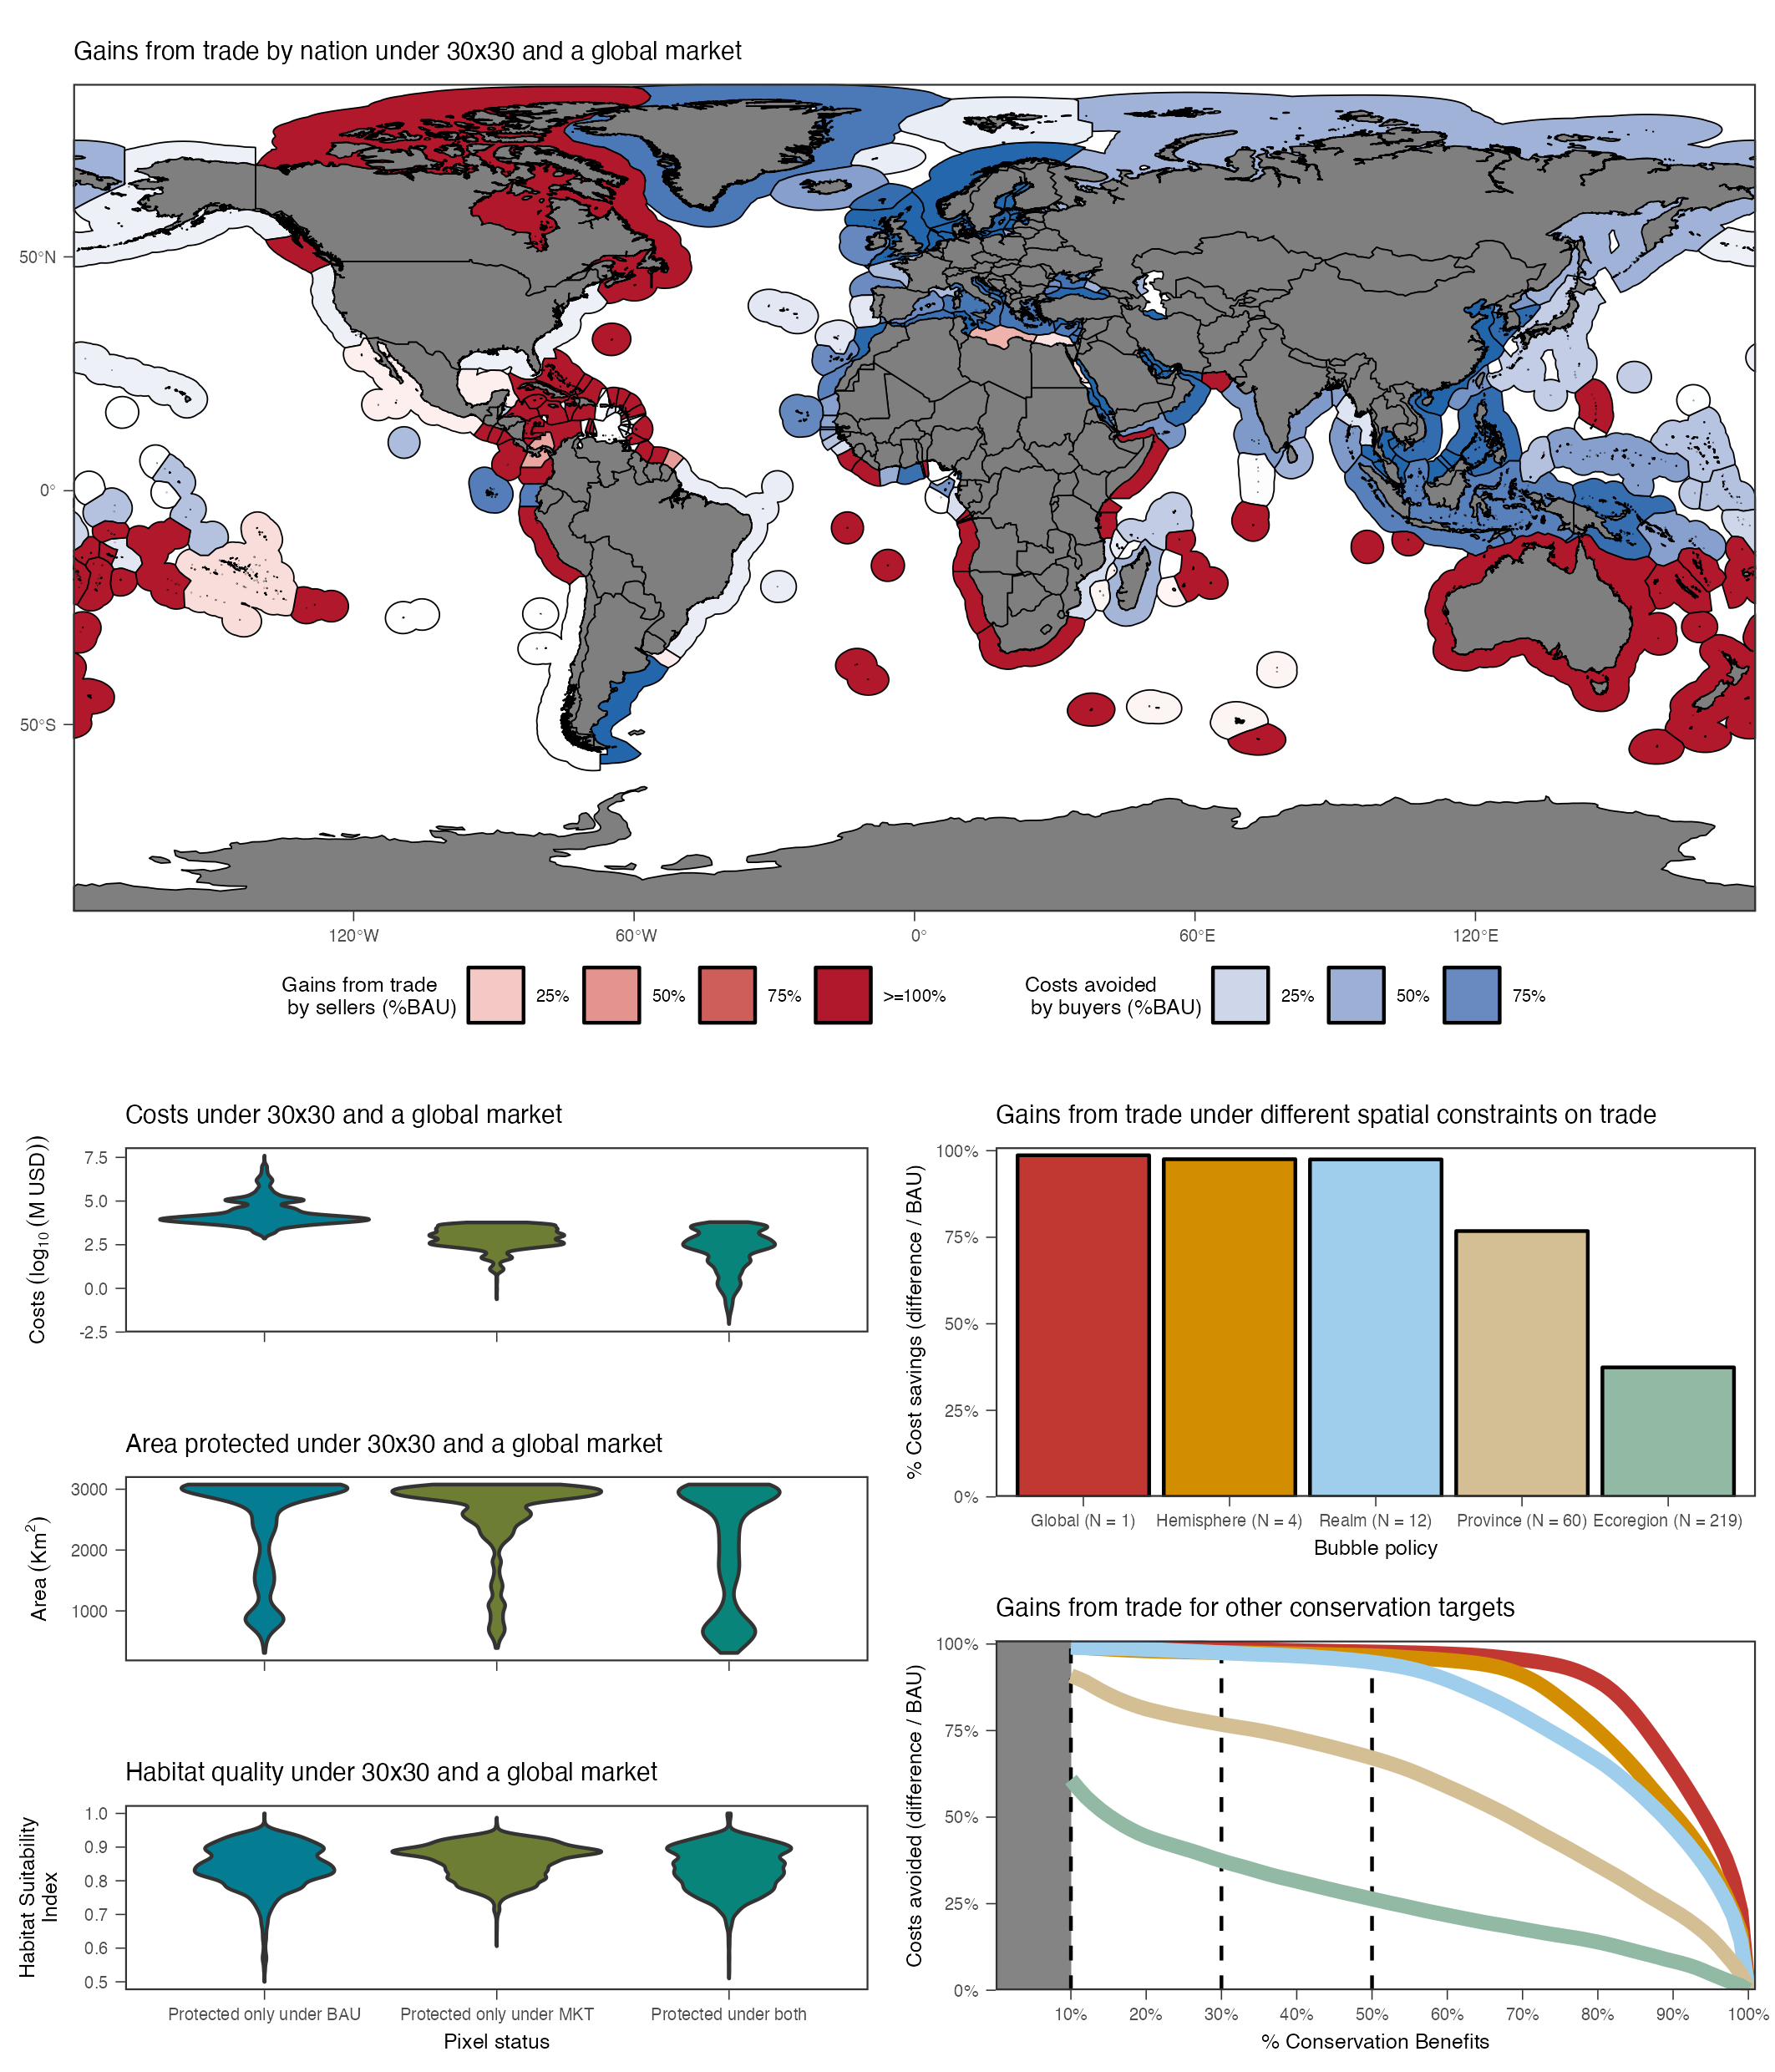 Gains from trade by nation under 30x30 and a global market
50°N
0°
50°S
120°W
60°W
0°
60°E
120°E
Gains from trade
by sellers (%BAU)
25%
50%
75%
>=100%
Costs avoided
by buyers (%BAU)
25%
50%
75%
Costs under 30x30 and a global market
Costs (log10 (M USD))
7.5
5.0
2.5
0.0
-2.5
Area protected under 30x30 and a global market
Area (Km²)
3000
2000
1000
Habitat quality under 30x30 and a global market
Habitat Suitability
Index
1.0
0.9
0.8
0.7
0.6
0.5
Protected only under BAU
Protected only under MKT
Protected under both
Pixel status
Gains from trade under different spatial constraints on trade
% Cost savings (difference / BAU)
100%
75%
50%
25%
0%
Global (N = 1)
Hemisphere (N = 4)
Realm (N = 12)
Province (N = 60)
Ecoregion (N = 219)
Bubble policy
Gains from trade for other conservation targets
Costs avoided (difference / BAU)
100%
75%
50%
25%
0%
10%
20%
30%
40%
50%
60%
70%
80%
90%
100%
% Conservation Benefits